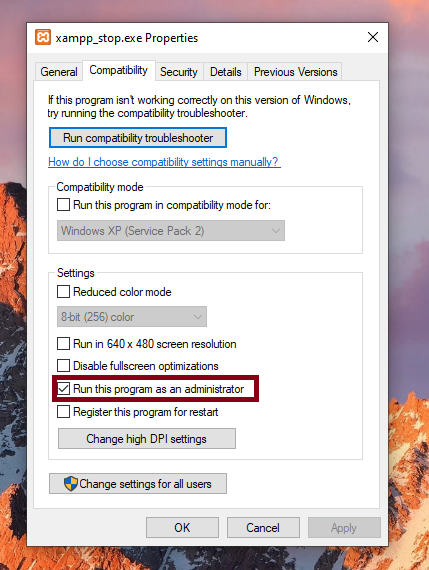 xampp_stop.exe Properties
General
Compatibility
Security
Details
Previous Versions
If this program isn't working correctly on this version of Windows,
try running the compatibility troubleshooter.
Run compatibility troubleshooter
How do I choose compatibility settings manually?
Compatibility mode
Run this program in compatibility mode for:
Windows XP (Service Pack 2)
Settings
Reduced color mode
8-bit (256) color
Run in 640 x 480 screen resolution
Disable fullscreen optimizations
Run this program as an administrator
Register this program for restart
Change high DPI settings
Change settings for all users
OK
Cancel
Apply